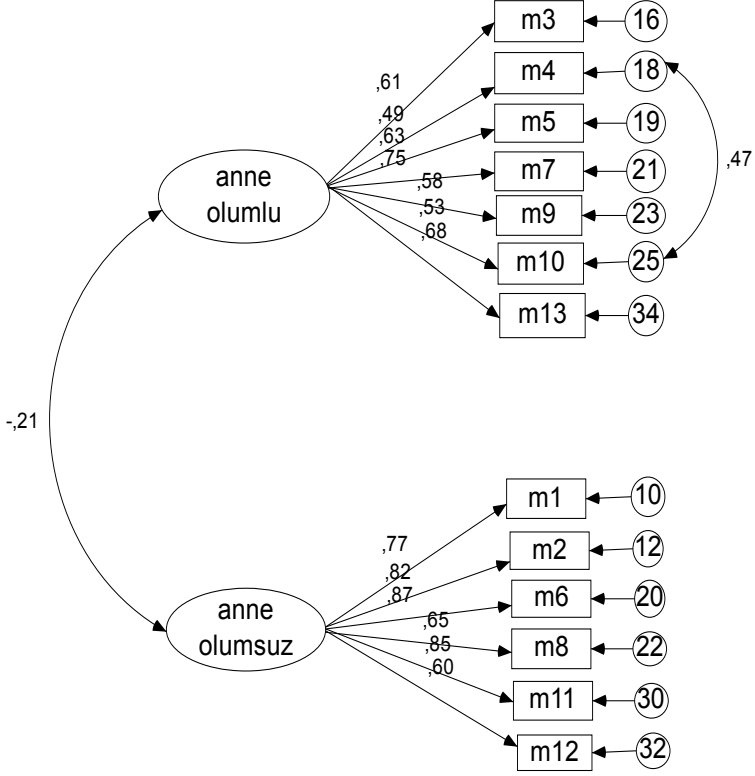 m3 16
,61
m4 18
,49
m5 19
,63
,75
m7 21
,47
anne
olumlu
,58
m9 23
,53
,68
m10 25
m13 34
-,21
m1 10
,77
m2 12
,82
,87
m6 20
anne
olumsuz
,65
m8 22
,85
,60
m11 30
m12 32